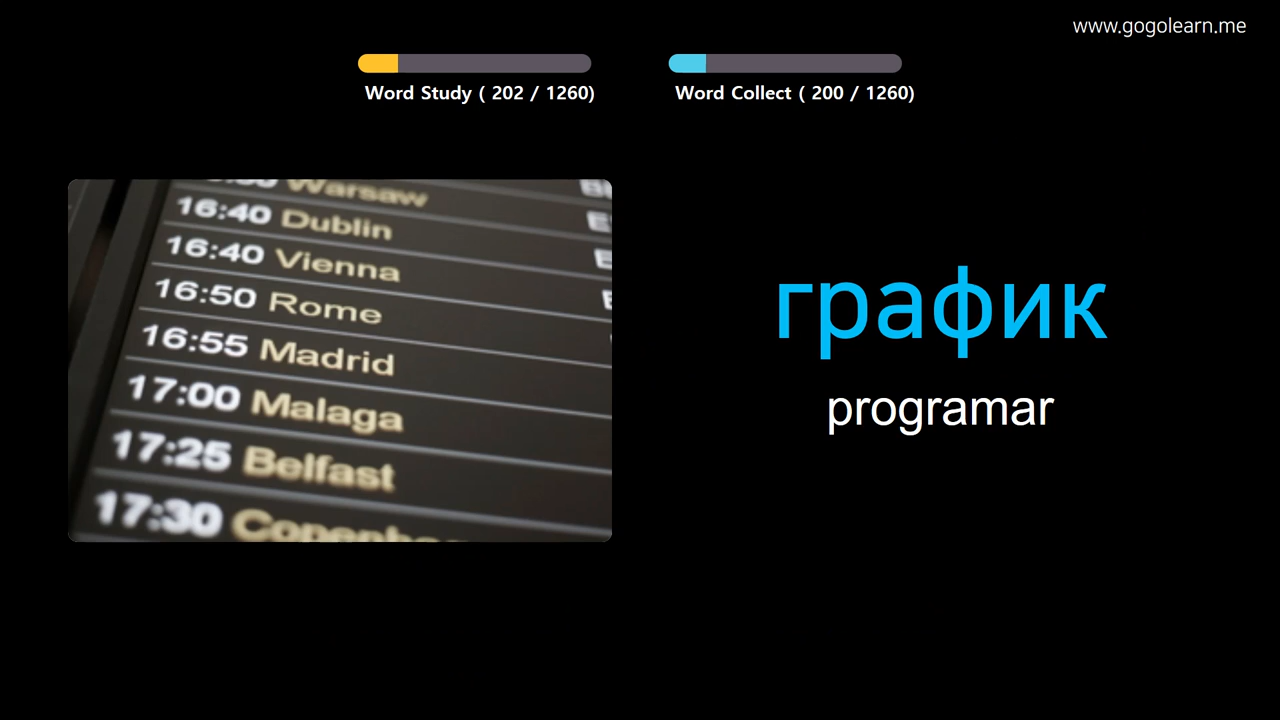 www.gogolearn.me
Word Study ( 202 / 1260)
Word Collect ( 200 / 1260)
Warsaw
16:40 Dublin
16:40 Vienna
16:50 Rome
16:55 Madrid
17:00 Malaga
17:25 Belfast
17:30
график
programar